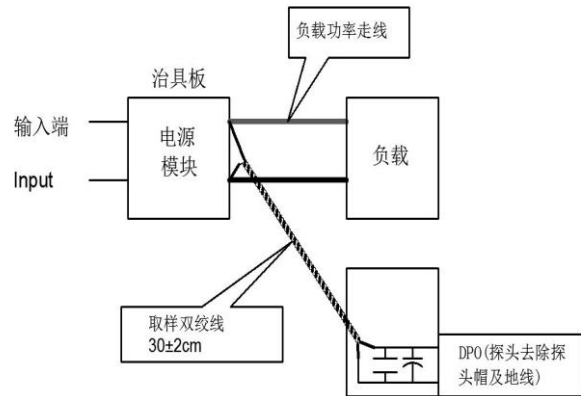 负载功率走线
治具板
输入端
Input
电源
模块
负载
取样双绞线
30±2cm
DPO(探头去除探
头帽及地线)